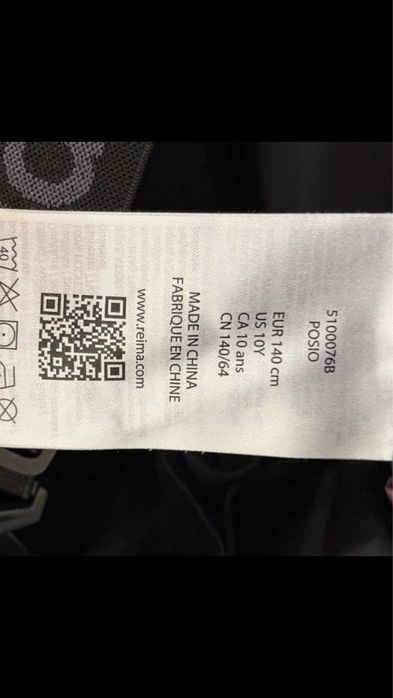 5100076B
POSIO
EUR 140 cm
US 10Y
CA 10 ans
CN 140/64
MADE IN CHINA
FABRIQUE EN CHINE
www.reima.com
40